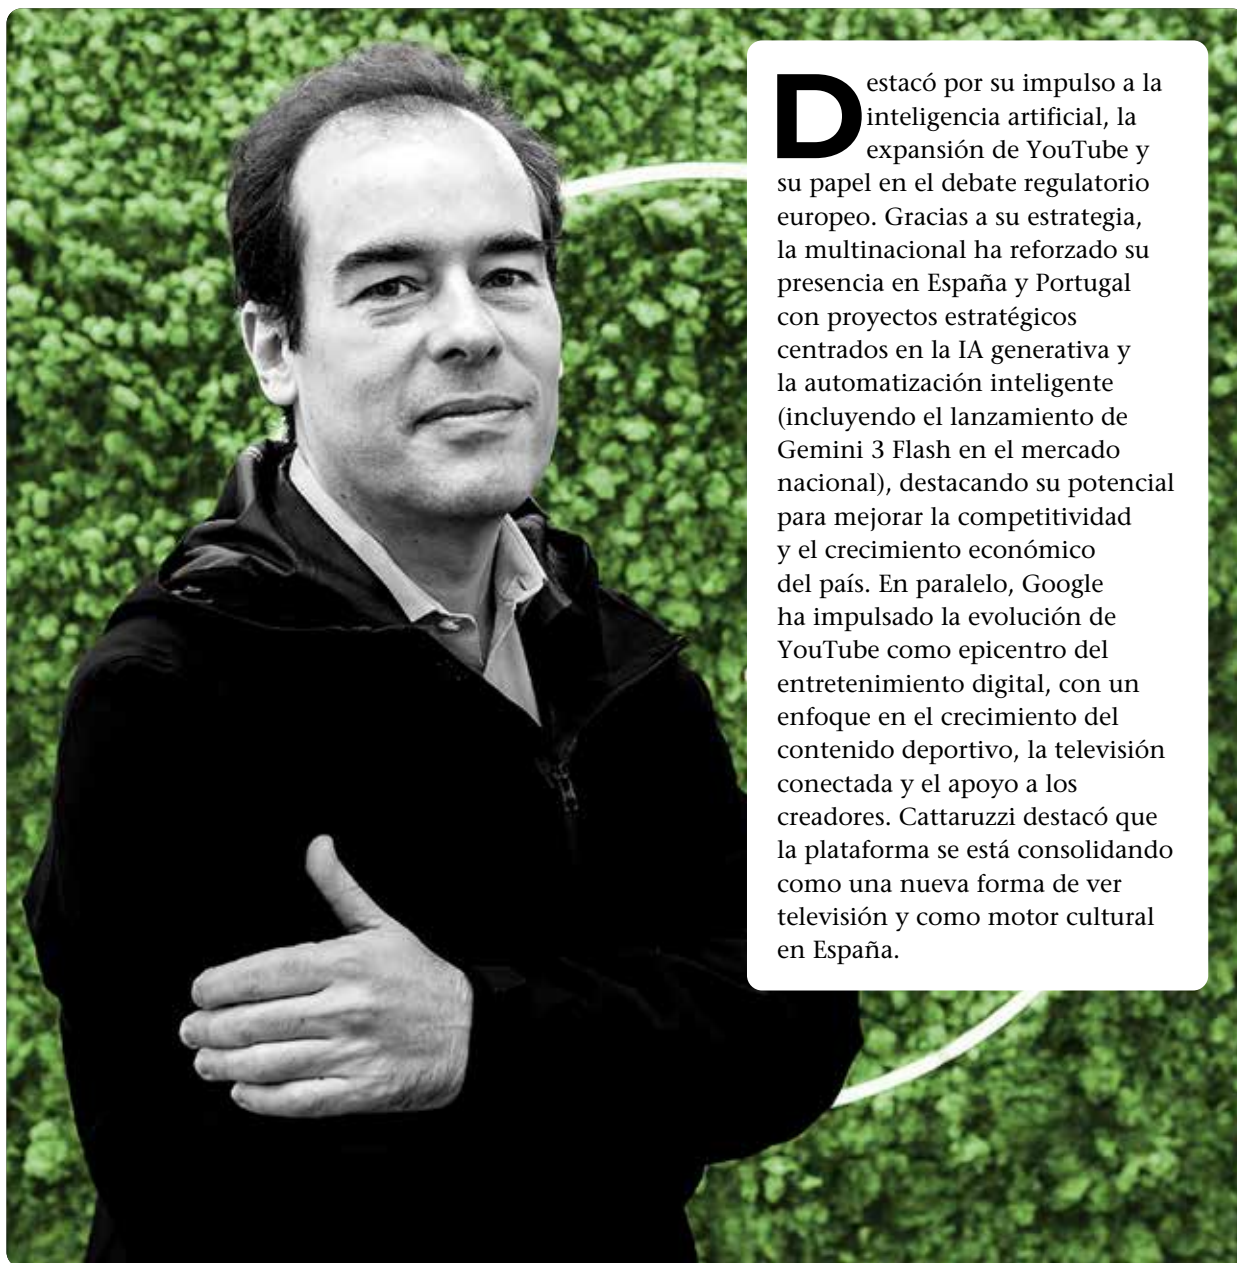 Destacó por su impulso a la
inteligencia artificial, la
expansión de YouTube y
su papel en el debate regulatorio
europeo. Gracias a su estrategia,
la multinacional ha reforzado su
presencia en España y Portugal
con proyectos estratégicos
centrados en la IA generativa y
la automatización inteligente
(incluyendo el lanzamiento de
Gemini 3 Flash en el mercado
nacional), destacando su potencial
para mejorar la competitividad
y el crecimiento económico
del país. En paralelo, Google
ha impulsado la evolución de
YouTube como epicentro del
entretenimiento digital, con un
enfoque en el crecimiento del
contenido deportivo, la televisión
conectada y el apoyo a los
creadores. Cattaruzzi destacó que
la plataforma se está consolidando
como una nueva forma de ver
televisión y como motor cultural
en España.